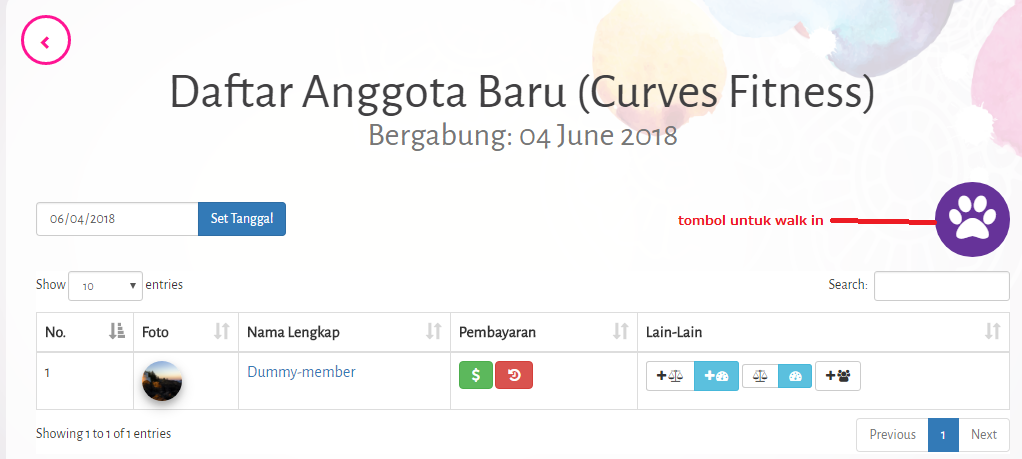 Daftar Anggota Baru (Curves Fitness)
Bergabung: 04 June 2018
06/04/2018 Set Tanggal
tombol untuk walk in
Show 10 entries Search:
No. Foto Nama Lengkap Pembayaran Lain-Lain
1 Dummy-member
Showing 1 to 1 of 1 entries Previous 1 Next